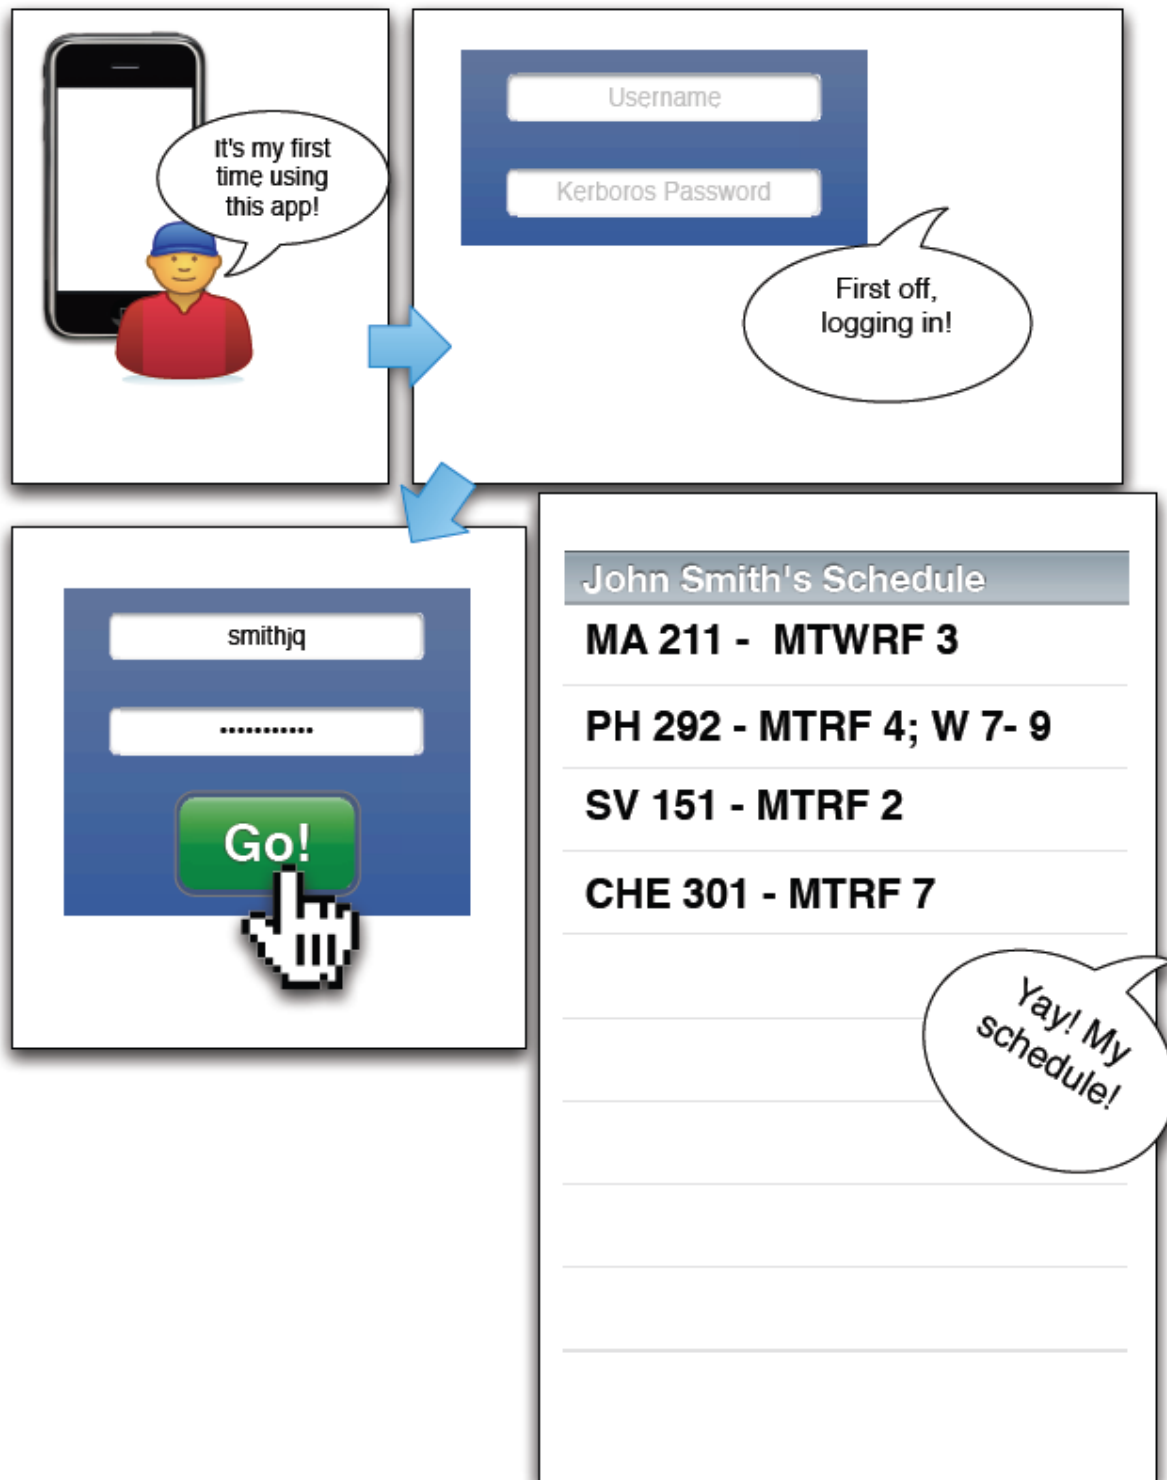 It's my first
time using
this app!
Username
Kerboros Password
First off,
logging in!
smithjq
•••••••••••
Go!
John Smith's Schedule
MA 211 -  MTWRF 3
PH 292 - MTRF 4; W 7- 9
SV 151 - MTRF 2
CHE 301 - MTRF 7
Yay! My
schedule!